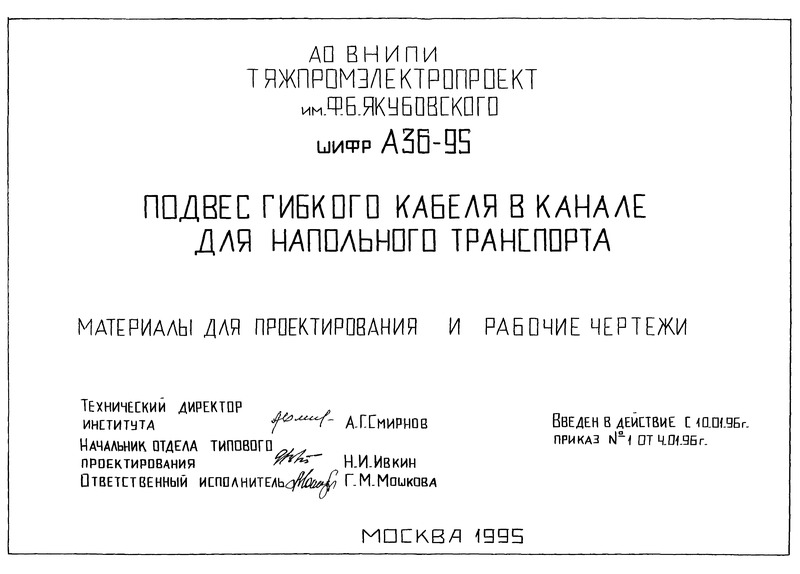 АО ВНИПИ
ТЯЖПРОМЭЛЕКТРОПРОЕКТ
им. Ф.Б.ЯКУБОВСКОГО
шифр А36-95
ПОДВЕС ГИБКОГО КАБЕЛЯ В КАНАЛЕ
ДЛЯ НАПОЛЬНОГО ТРАНСПОРТА
МАТЕРИАЛЫ ДЛЯ ПРОЕКТИРОВАНИЯ И РАБОЧИЕ ЧЕРТЕЖИ
Технический директор
института А.Г.Смирнов
Начальник отдела типового
проектирования Н.И.Ивкин
Ответственный исполнитель Г.М.Мошкова
Введен в действие с 10.01.96г.
приказ №1 от 4.01.96г.
МОСКВА 1995